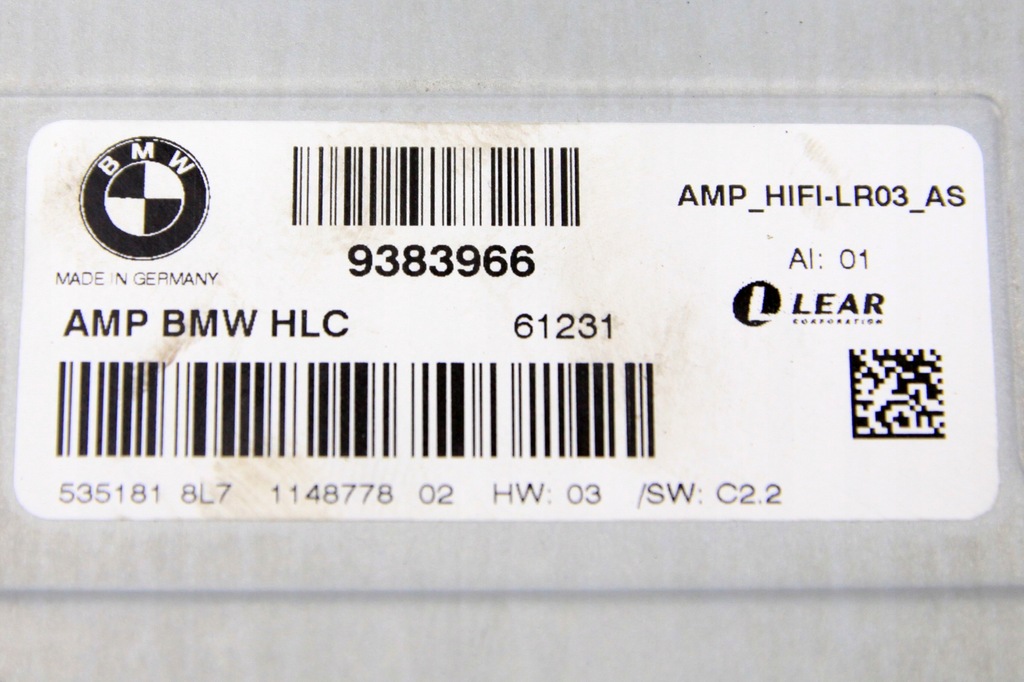 BMW
MADE IN GERMANY
9383966
AMP_HIFI-LR03_AS
AI: 01
LEAR
CORPORATION
AMP BMW HLC 61231
535181 8L7 1148778 02 HW: 03 /SW: C2.2